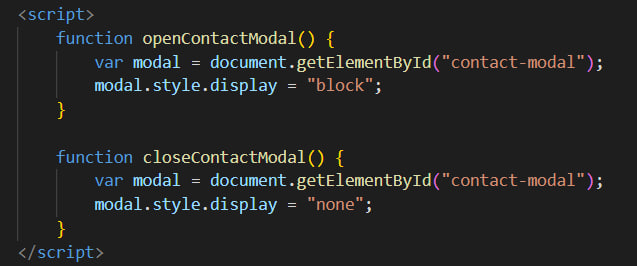 <script>
function openContactModal() {
var modal = document.getElementById("contact-modal");
modal.style.display = "block";
}
function closeContactModal() {
var modal = document.getElementById("contact-modal");
modal.style.display = "none";
}
</script>